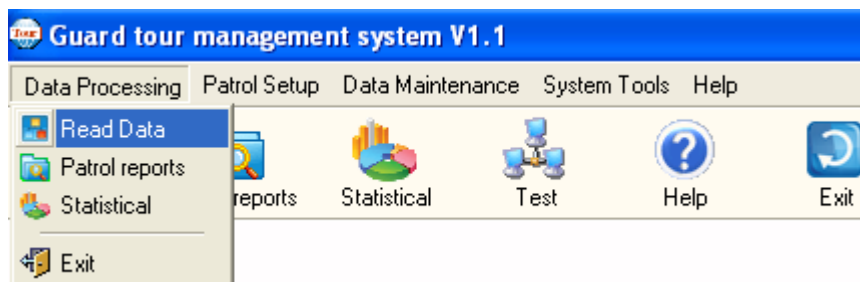 Tour
Guard tour management system V1.1
Data Processing Patrol Setup Data Maintenance System Tools Help
Read Data
Patrol reports
Statistical
Exit
reports Statistical Test Help Exit